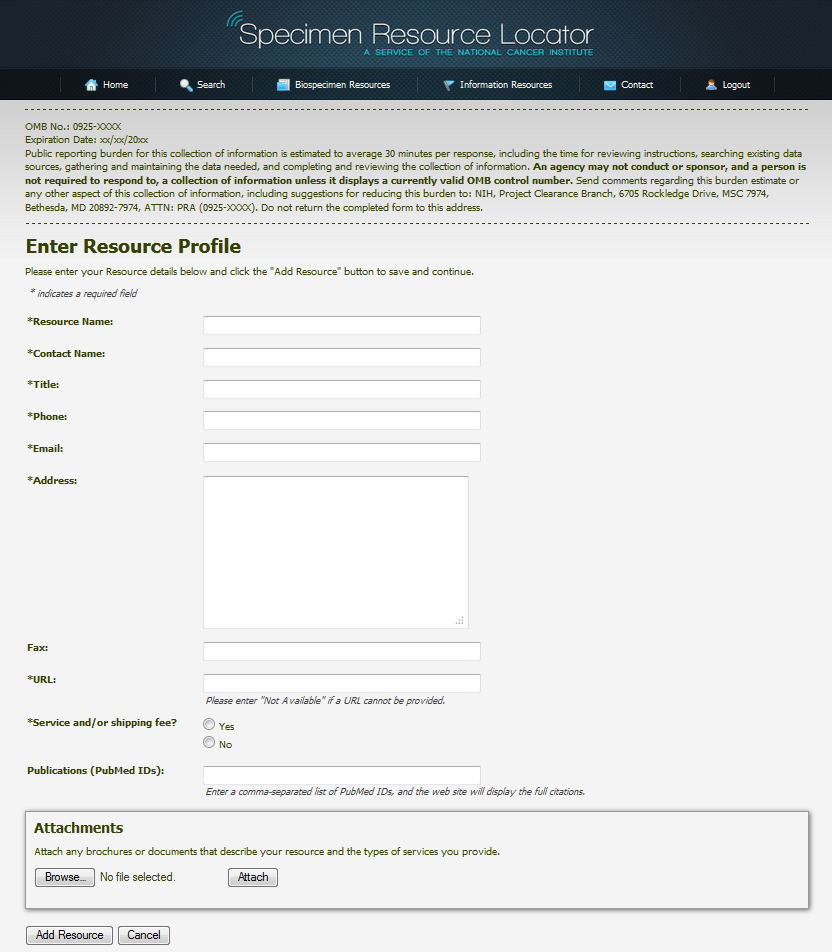 Specimen Resource Locator
A SERVICE OF THE NATIONAL CANCER INSTITUTE
Home Search Biospecimen Resources Information Resources Contact Logout
OMB No.: 0925-XXXX
Expiration Date: xx/xx/20xx
Public reporting burden for this collection of information is estimated to average 30 minutes per response, including the time for reviewing instructions, searching existing data
sources, gathering and maintaining the data needed, and completing and reviewing the collection of information. An agency may not conduct or sponsor, and a person is
not required to respond to, a collection of information unless it displays a currently valid OMB control number. Send comments regarding this burden estimate or
any other aspect of this collection of information, including suggestions for reducing this burden to: NIH, Project Clearance Branch, 6705 Rockledge Drive, MSC 7974,
Bethesda, MD 20892-7974, ATTN: PRA (0925-XXXX). Do not return the completed form to this address.
Enter Resource Profile
Please enter your Resource details below and click the "Add Resource" button to save and continue.
* indicates a required field
*Resource Name:
*Contact Name:
*Title:
*Phone:
*Email:
*Address:
Fax:
*URL:
Please enter "Not Available" if a URL cannot be provided.
*Service and/or shipping fee? Yes
No
Publications (PubMed IDs):
Enter a comma-separated list of PubMed IDs, and the web site will display the full citations.
Attachments
Attach any brochures or documents that describe your resource and the types of services you provide.
Browse... No file selected. Attach
Add Resource Cancel